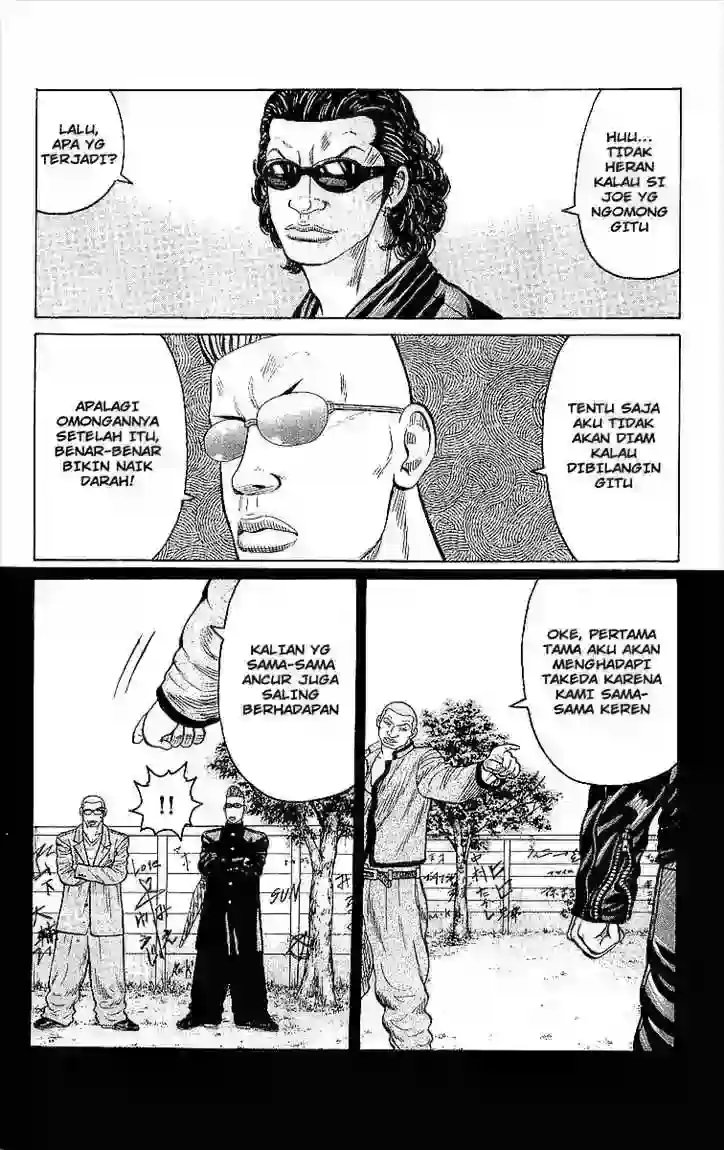 HUU...
TIDAK
HERAN
KALAU SI
JOE YG
NGOMONG
GITU
LALU,
APA YG
TERJADI?
TENTU SAJA
AKU TIDAK
AKAN DIAM
KALAU
DIBILANGIN
GITU
APALAGI
OMONGANNYA
SETELAH ITU,
BENAR-BENAR
BIKIN NAIK
DARAH!
OKE, PERTAMA
TAMA AKU AKAN
MENGHADAPI
TAKEDA KARENA
KAMI SAMA-
SAMA KEREN
KALIAN YG
SAMA-SAMA
ANCUR JUGA
SALING
BERHADAPAN
!!
LOVE
SUN